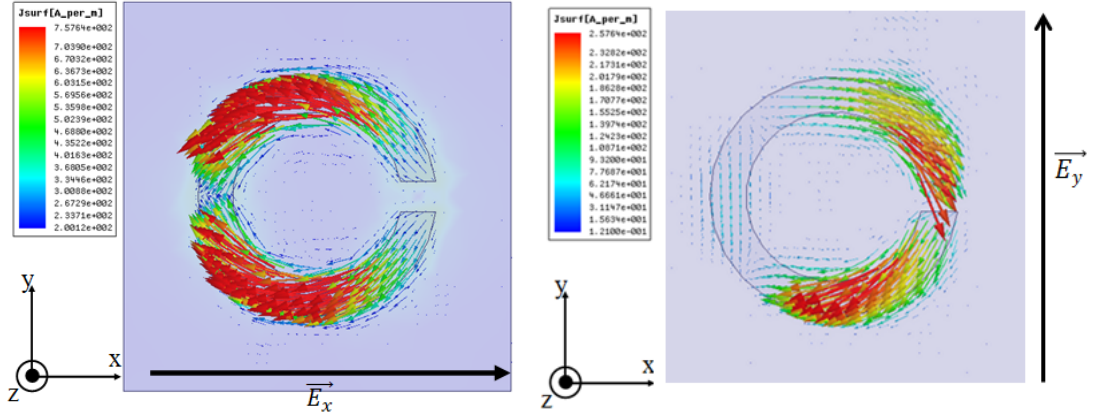 Jsurf[A_per_m]
7.5764e+002
7.0390e+002
6.7032e+002
6.3673e+002
6.0315e+002
5.6956e+002
5.3598e+002
5.0239e+002
4.6880e+002
4.3522e+002
4.0163e+002
3.6805e+002
3.3446e+002
3.0088e+002
2.6729e+002
2.3371e+002
2.0012e+002
y
x
z
E_x
Jsurf[A_per_m]
2.5764e+002
2.3282e+002
2.1731e+002
2.0179e+002
1.8628e+002
1.7077e+002
1.5525e+002
1.3974e+002
1.2423e+002
1.0871e+002
9.3200e+001
7.7687e+001
6.2174e+001
4.6661e+001
3.1147e+001
1.5634e+001
1.2100e-001
y
x
z
E_y